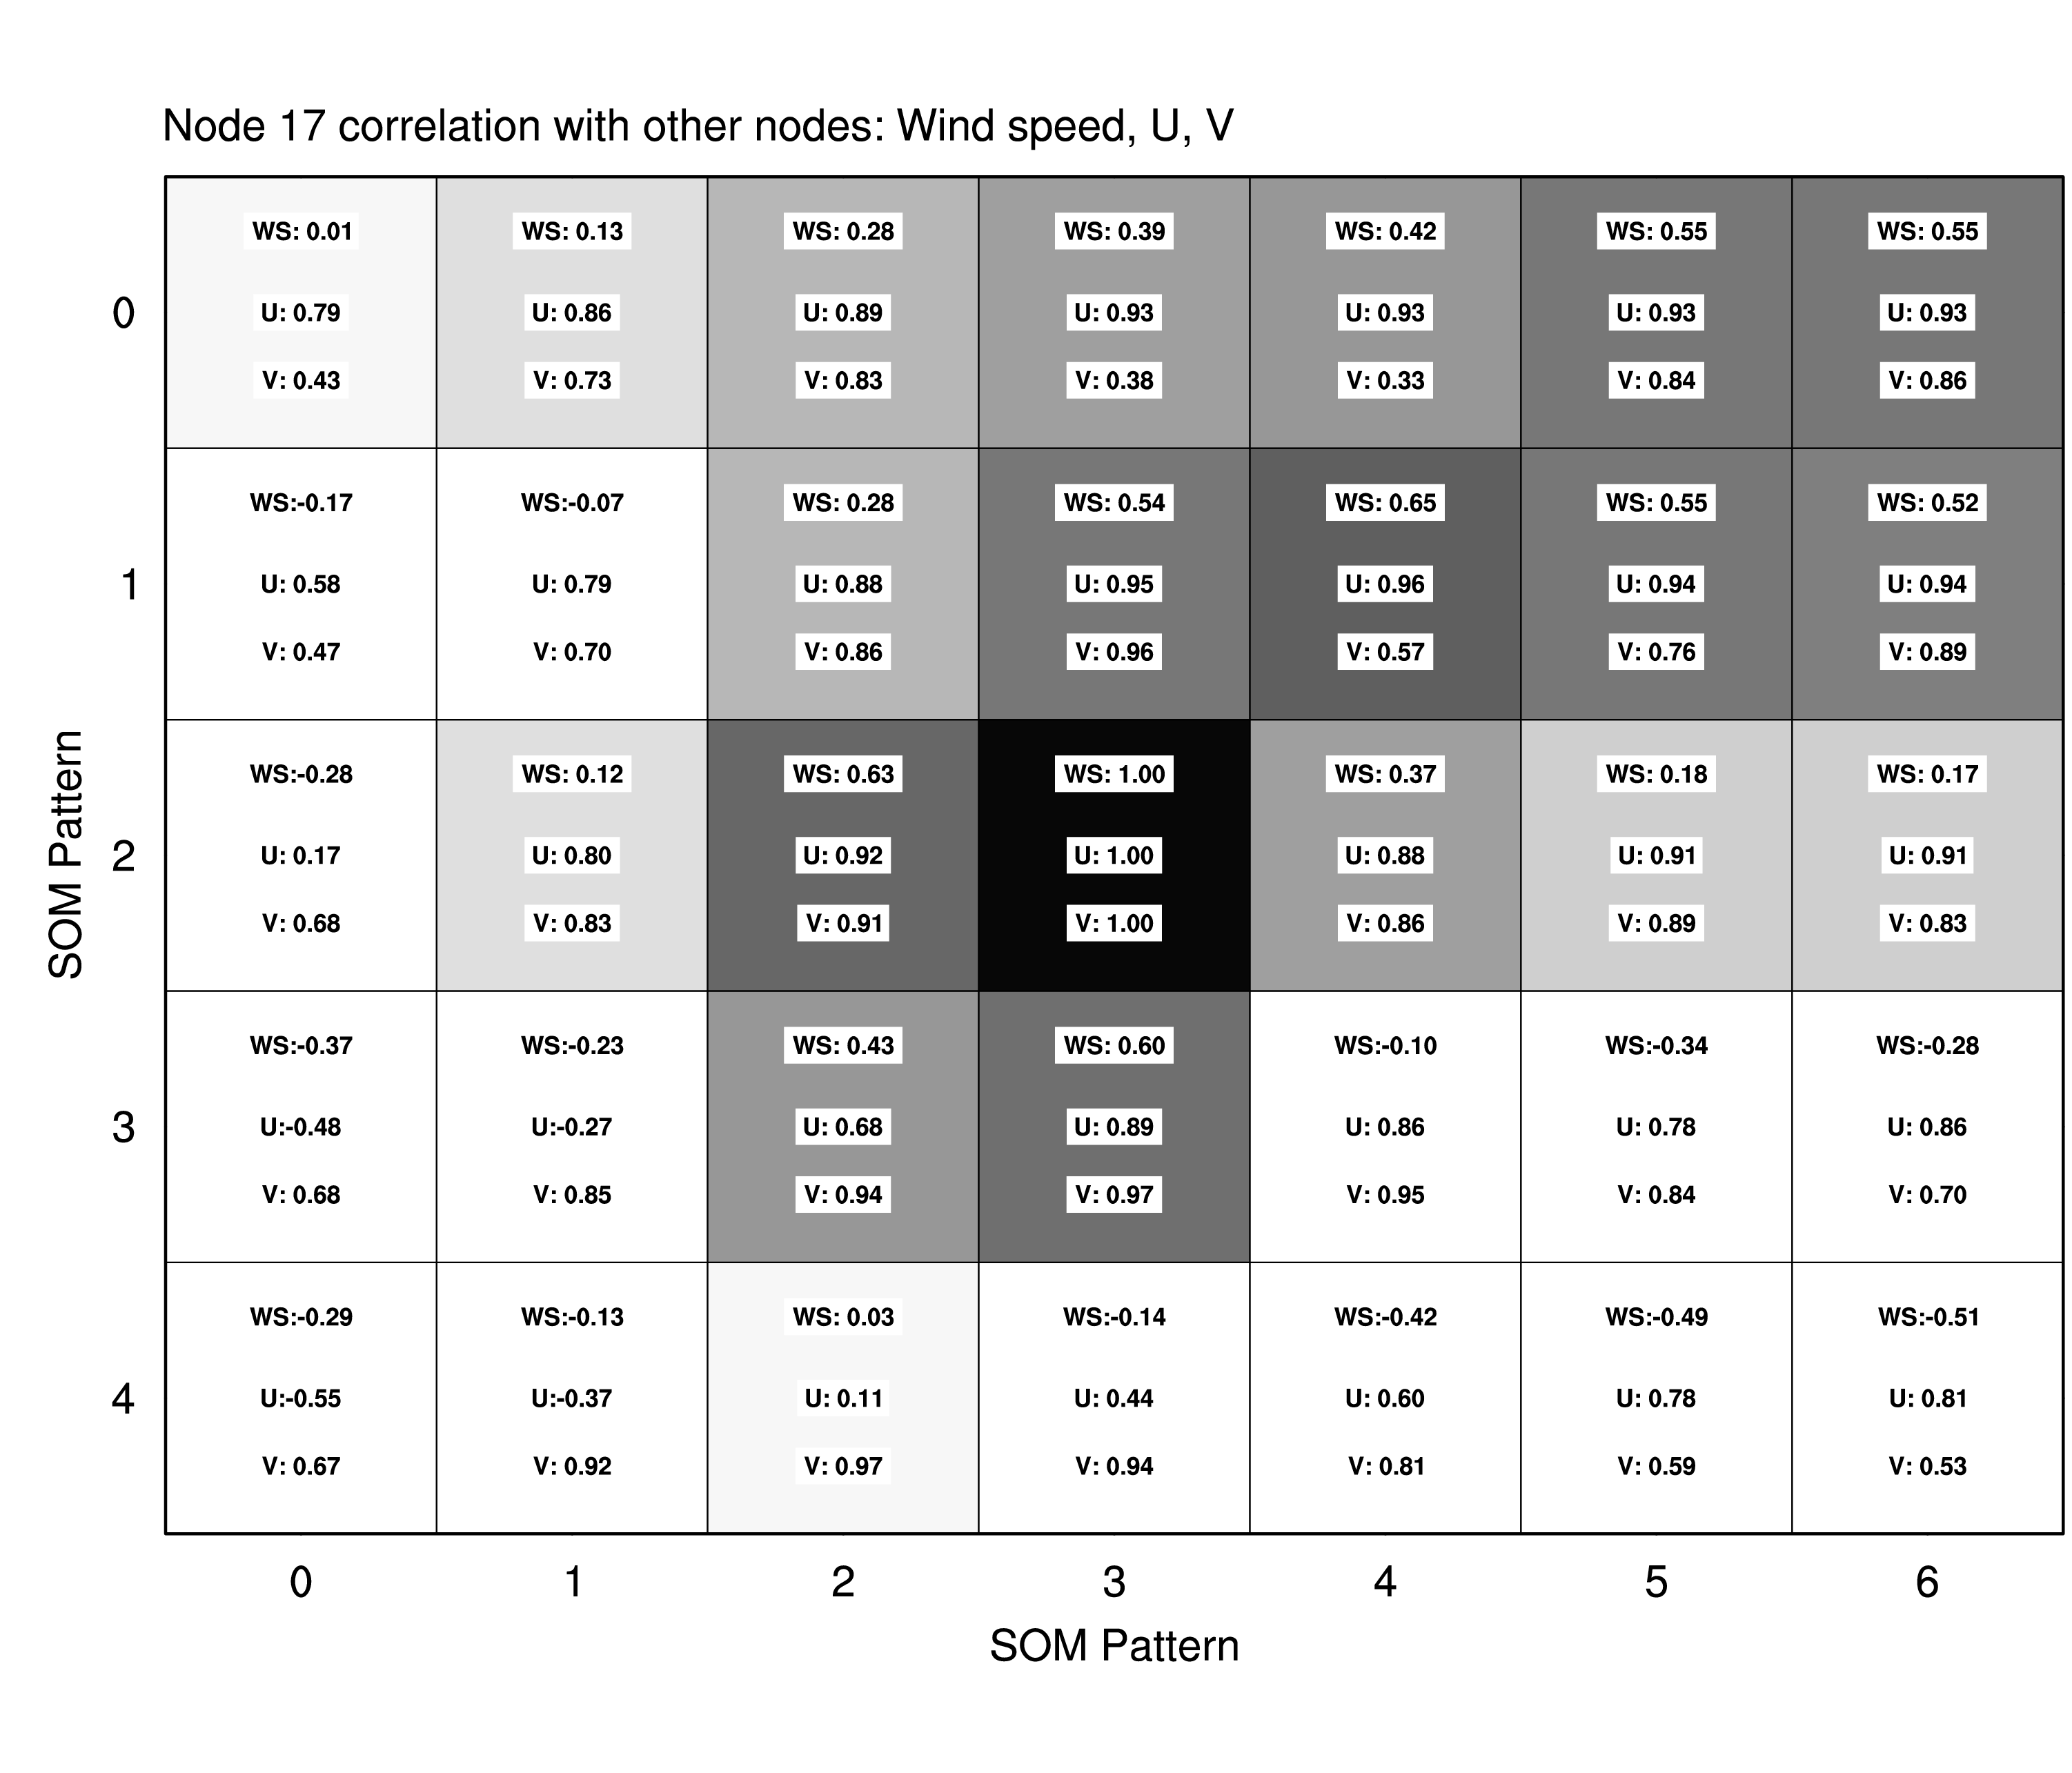 Node 17 correlation with other nodes: Wind speed, U, V
WS: 0.01 WS: 0.13 WS: 0.28 WS: 0.39 WS: 0.42 WS: 0.55 WS: 0.55
0 U: 0.79 U: 0.86 U: 0.89 U: 0.93 U: 0.93 U: 0.93 U: 0.93
V: 0.43 V: 0.73 V: 0.83 V: 0.38 V: 0.33 V: 0.84 V: 0.86
WS:-0.17 WS:-0.07 WS: 0.28 WS: 0.54 WS: 0.65 WS: 0.55 WS: 0.52
1 U: 0.58 U: 0.79 U: 0.88 U: 0.95 U: 0.96 U: 0.94 U: 0.94
V: 0.47 V: 0.70 V: 0.86 V: 0.96 V: 0.57 V: 0.76 V: 0.89
SOM Pattern
WS:-0.28 WS: 0.12 WS: 0.63 WS: 1.00 WS: 0.37 WS: 0.18 WS: 0.17
2 U: 0.17 U: 0.80 U: 0.92 U: 1.00 U: 0.88 U: 0.91 U: 0.91
V: 0.68 V: 0.83 V: 0.91 V: 1.00 V: 0.86 V: 0.89 V: 0.83
WS:-0.37 WS:-0.23 WS: 0.43 WS: 0.60 WS:-0.10 WS:-0.34 WS:-0.28
3 U:-0.48 U:-0.27 U: 0.68 U: 0.89 U: 0.86 U: 0.78 U: 0.86
V: 0.68 V: 0.85 V: 0.94 V: 0.97 V: 0.95 V: 0.84 V: 0.70
WS:-0.29 WS:-0.13 WS: 0.03 WS:-0.14 WS:-0.42 WS:-0.49 WS:-0.51
4 U:-0.55 U:-0.37 U: 0.11 U: 0.44 U: 0.60 U: 0.78 U: 0.81
V: 0.67 V: 0.92 V: 0.97 V: 0.94 V: 0.81 V: 0.59 V: 0.53
0 1 2 3 4 5 6
SOM Pattern